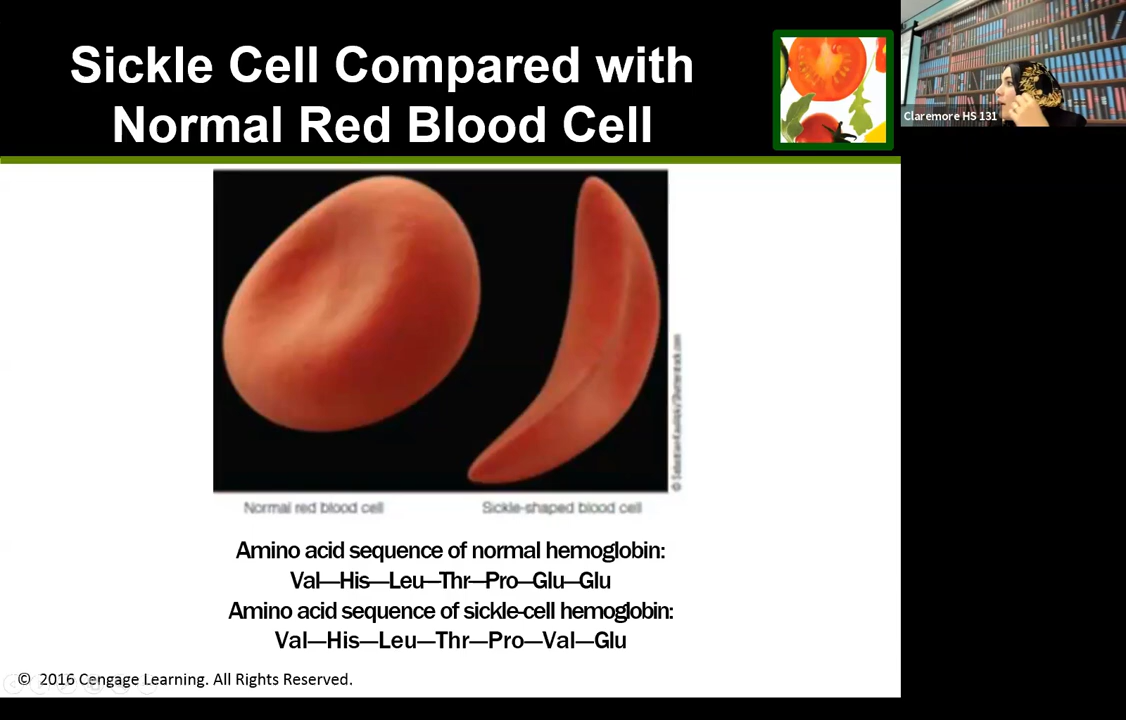 Sickle Cell Compared with
Normal Red Blood Cell
Claremore HS 131
Normal red blood cell
Sickle-shaped blood cell
Amino acid sequence of normal hemoglobin:
Val—His—Leu—Thr—Pro—Glu—Glu
Amino acid sequence of sickle-cell hemoglobin:
Val—His—Leu—Thr—Pro—Val—Glu
© 2016 Cengage Learning. All Rights Reserved.